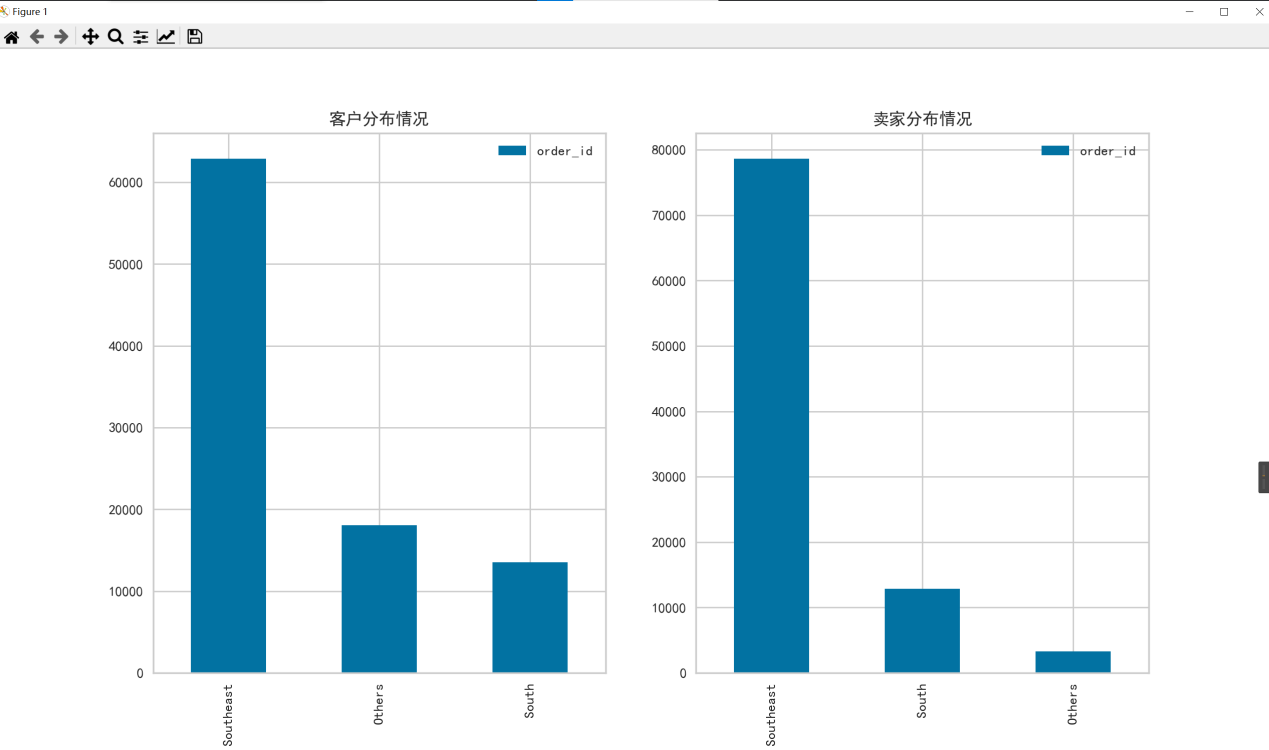 Figure 1
客户分布情况
order_id
60000
50000
40000
30000
20000
10000
0
Southeast
Others
South
卖家分布情况
order_id
80000
70000
60000
50000
40000
30000
20000
10000
0
Southeast
South
Others